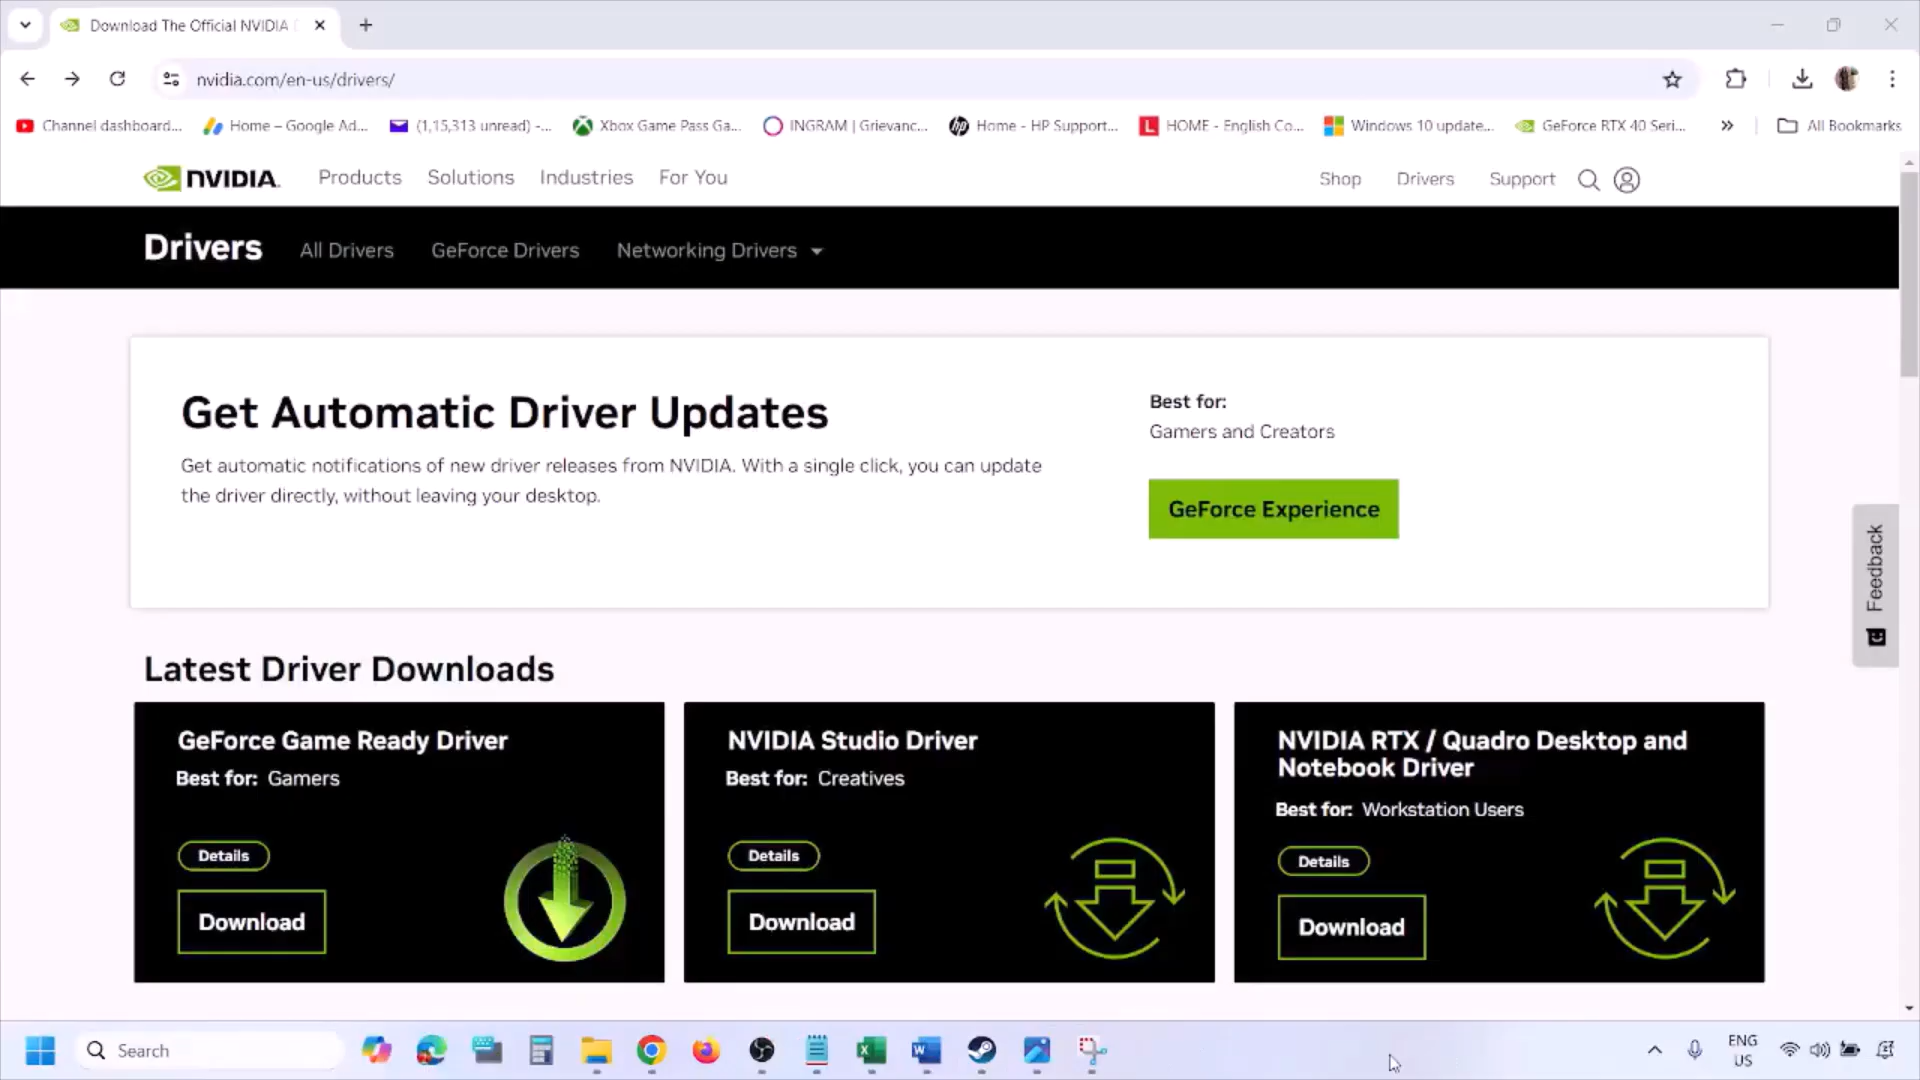 Download The Official NVIDIA
nvidia.com/en-us/drivers/
Channel dashboard...
Home – Google Ad...
(1,15,313 unread) -...
Xbox Game Pass Ga...
INGRAM | Grievanc...
Home - HP Support...
HOME - English Co...
Windows 10 update...
GeForce RTX 40 Seri...
All Bookmarks
NVIDIA.
Products
Solutions
Industries
For You
Shop
Drivers
Support
Drivers
All Drivers
GeForce Drivers
Networking Drivers
Get Automatic Driver Updates
Get automatic notifications of new driver releases from NVIDIA. With a single click, you can update
the driver directly, without leaving your desktop.
Best for:
Gamers and Creators
GeForce Experience
Feedback
Latest Driver Downloads
GeForce Game Ready Driver
Best for: Gamers
Details
Download
NVIDIA Studio Driver
Best for: Creatives
Details
Download
NVIDIA RTX / Quadro Desktop and
Notebook Driver
Best for: Workstation Users
Details
Download
Search
ENG
US